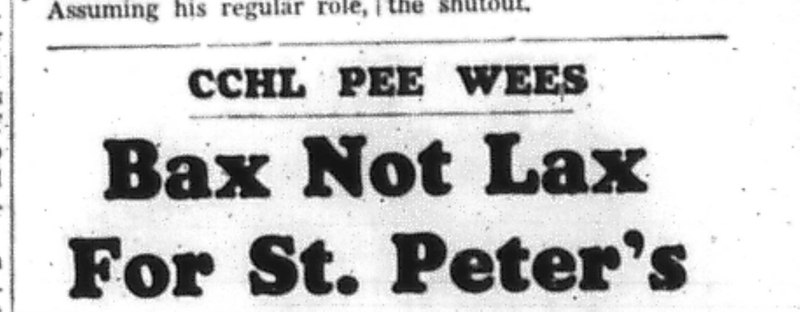 Assuming his regular role, the shutout.
CCHL PEE WEES
Bax Not Lax
For St. Peter's